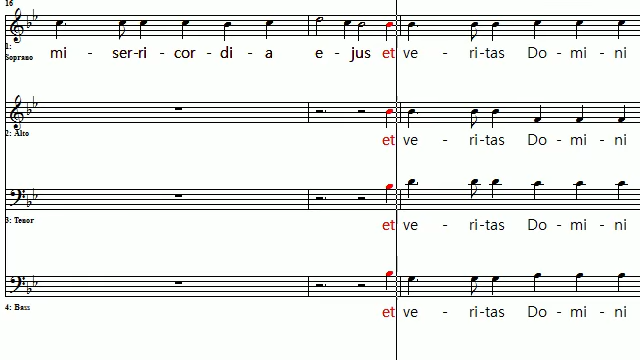 16
1: Soprano
mi - ser-ri - cor - di - a e - jus et ve - ri-tas Do - mi - ni
2: Alto
et ve - ri-tas Do - mi - ni
3: Tenor
et ve - ri-tas Do - mi - ni
4: Bass
et ve - ri-tas Do - mi - ni